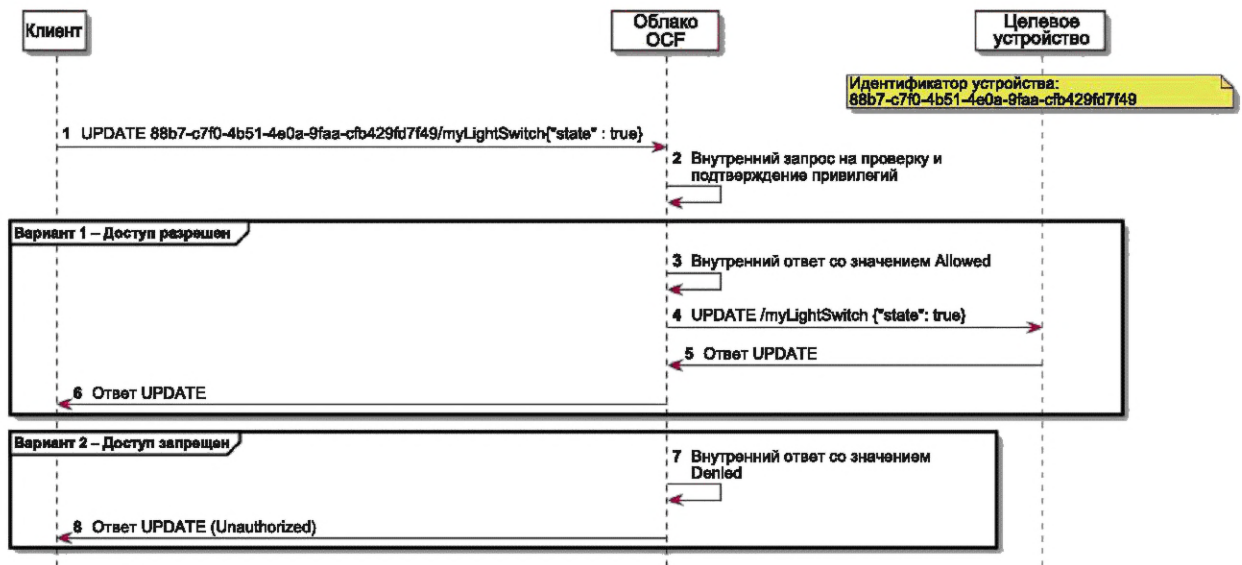 Клиент
Облако
OCF
Целевое
устройство
Идентификатор устройства:
88b7-c7f0-4b51-4e0a-9faa-cfb429fd7f49
1 UPDATE 88b7-c7f0-4b51-4e0a-9faa-cfb429fd7f49/myLightSwitch{"state" : true}
2 Внутренний запрос на проверку и
подтверждение привилегий
Вариант 1 – Доступ разрешен
3 Внутренний ответ со значением Allowed
4 UPDATE /myLightSwitch {"state": true}
5 Ответ UPDATE
6 Ответ UPDATE
Вариант 2 – Доступ запрещен
7 Внутренний ответ со значением
Denied
8 Ответ UPDATE (Unauthorized)